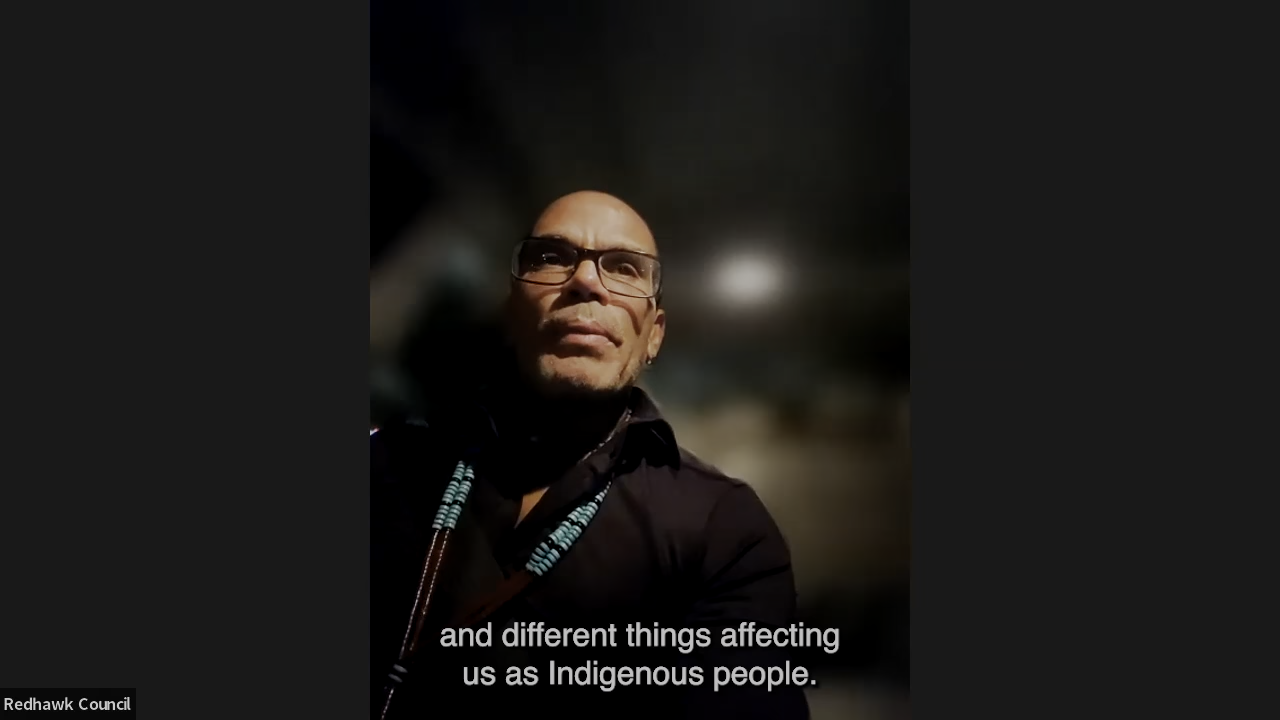 and different things affecting
us as Indigenous people.
Redhawk Council